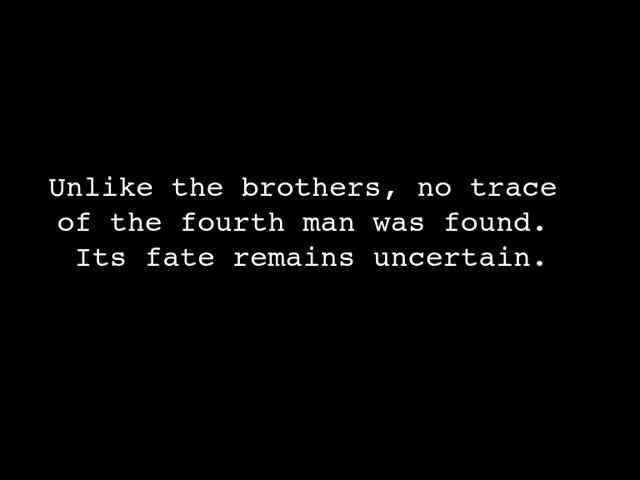 Unlike the brothers, no trace
of the fourth man was found.
Its fate remains uncertain.